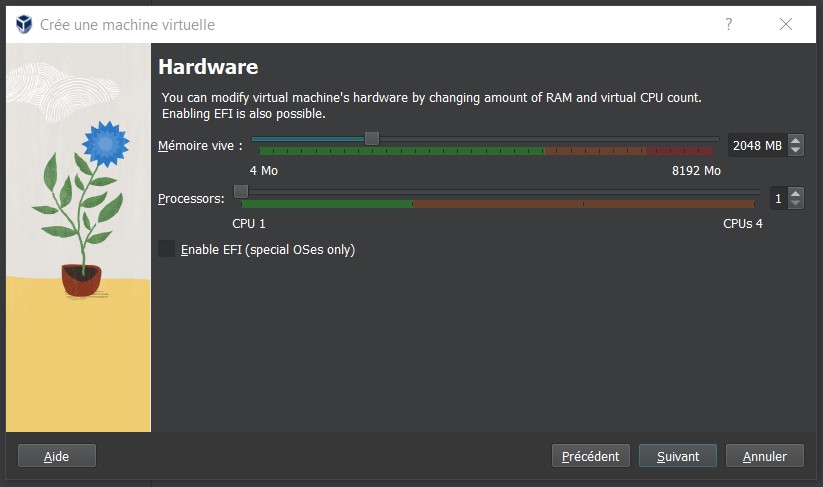 Crée une machine virtuelle
?
Hardware
You can modify virtual machine's hardware by changing amount of RAM and virtual CPU count.
Enabling EFI is also possible.
Mémoire vive : 2048 MB
4 Mo 8192 Mo
Processors: 1
CPU 1 CPUs 4
Enable EFI (special OSes only)
Aide Précédent Suivant Annuler